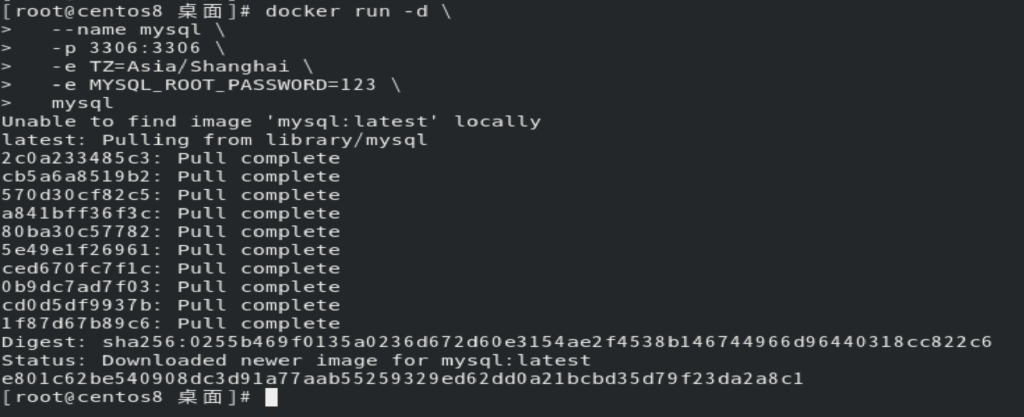 [root@centos8 桌面]# docker run -d \
>   --name mysql \
>   -p 3306:3306 \
>   -e TZ=Asia/Shanghai \
>   -e MYSQL_ROOT_PASSWORD=123 \
>   mysql
Unable to find image 'mysql:latest' locally
latest: Pulling from library/mysql
2c0a233485c3: Pull complete
cb5a6a8519b2: Pull complete
570d30cf82c5: Pull complete
a841bff36f3c: Pull complete
80ba30c57782: Pull complete
5e49e1f26961: Pull complete
ced670fc7f1c: Pull complete
0b9dc7ad7f03: Pull complete
cd0d5df9937b: Pull complete
1f87d67b89c6: Pull complete
Digest: sha256:0255b469f0135a0236d672d60e3154ae2f4538b146744966d96440318cc822c6
Status: Downloaded newer image for mysql:latest
e801c62be540908dc3d91a77aab55259329ed62dd0a21bcbd35d79f23da2a8c1
[root@centos8 桌面]#